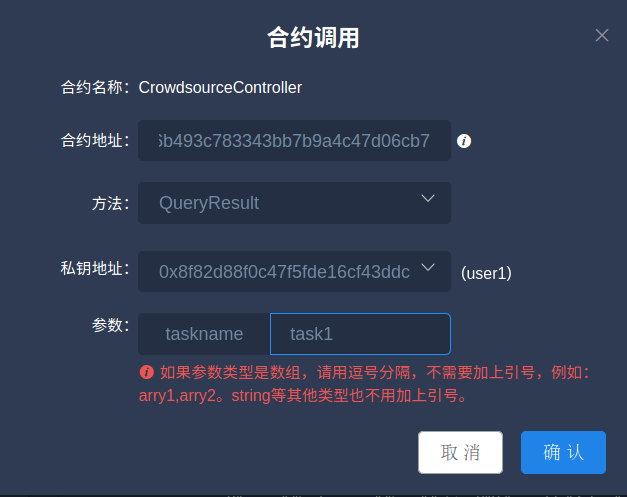 合约调用
合约名称：CrowdsourceController
合约地址：b493c783343bb7b9a4c47d06cb7
方法：QueryResult
私钥地址：0x8f82d88f0c47f5fde16cf43ddc (user1)
参数：taskname task1
如果参数类型是数组，请用逗号分隔，不需要加上引号，例如：
arry1,arry2。string等其他类型也不用加上引号。
取消 确认